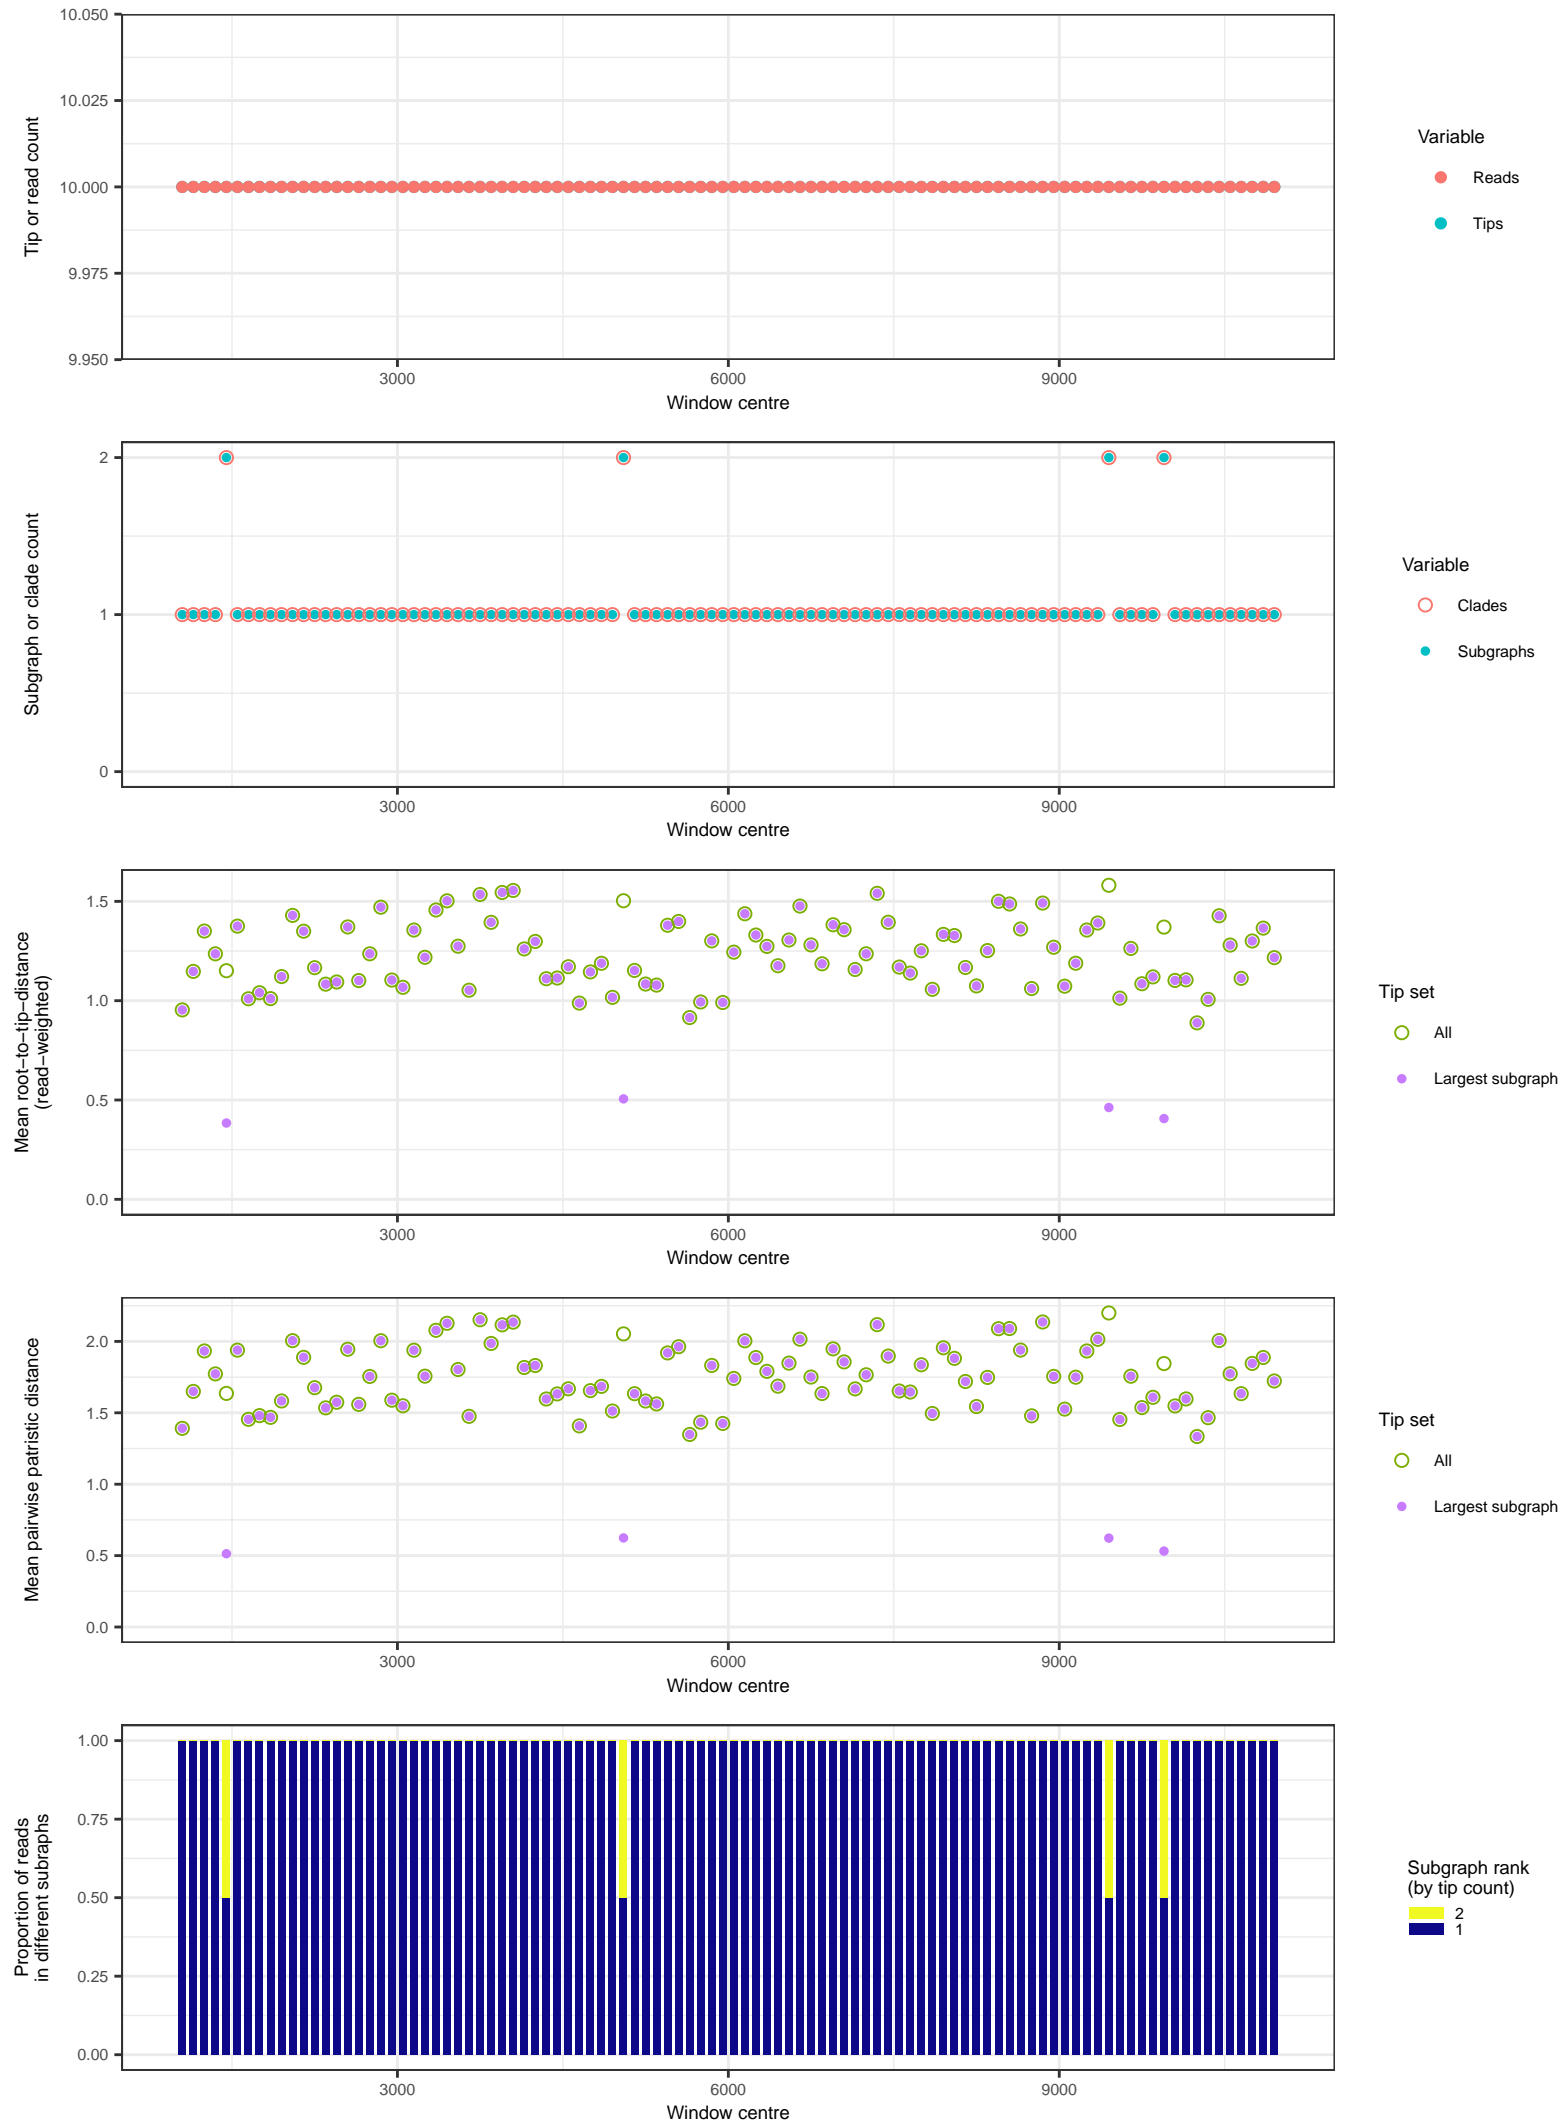 10.050
10.025
10.000
9.975
9.950
Tip or read count
3000
6000
9000
Window centre
Variable
Reads
Tips
2
1
0
Subgraph or clade count
3000
6000
9000
Window centre
Variable
Clades
Subgraphs
1.5
1.0
0.5
0.0
Mean root−to−tip−distance
(read−weighted)
3000
6000
9000
Window centre
Tip set
All
Largest subgraph
2.0
1.5
1.0
0.5
0.0
Mean pairwise patristic distance
3000
6000
9000
Window centre
Tip set
All
Largest subgraph
1.00
0.75
0.50
0.25
0.00
Proportion of reads
in different subraphs
3000
6000
9000
Window centre
Subgraph rank
(by tip count)
2
1